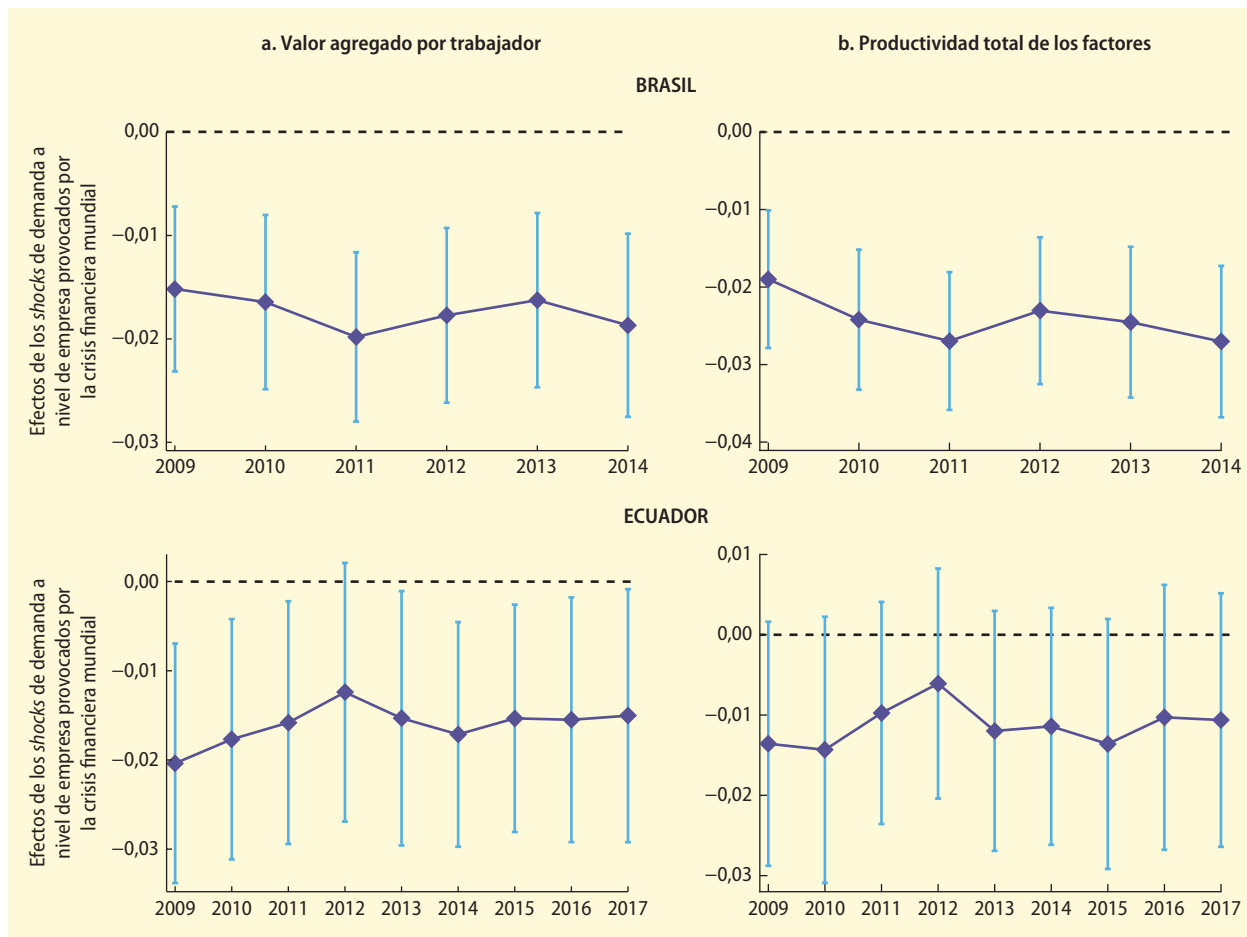 a. Valor agregado por trabajador
b. Productividad total de los factores
BRASIL
Efectos de los shocks de demanda a
nivel de empresa provocados por
la crisis financiera mundial
0,00
−0,01
−0,02
−0,03
2009 2010 2011 2012 2013 2014
0,00
−0,01
−0,02
−0,03
−0,04
2009 2010 2011 2012 2013 2014
ECUADOR
Efectos de los shocks de demanda a
nivel de empresa provocados por
la crisis financiera mundial
0,00
−0,01
−0,02
−0,03
2009 2010 2011 2012 2013 2014 2015 2016 2017
0,01
0,00
−0,01
−0,02
−0,03
2009 2010 2011 2012 2013 2014 2015 2016 2017